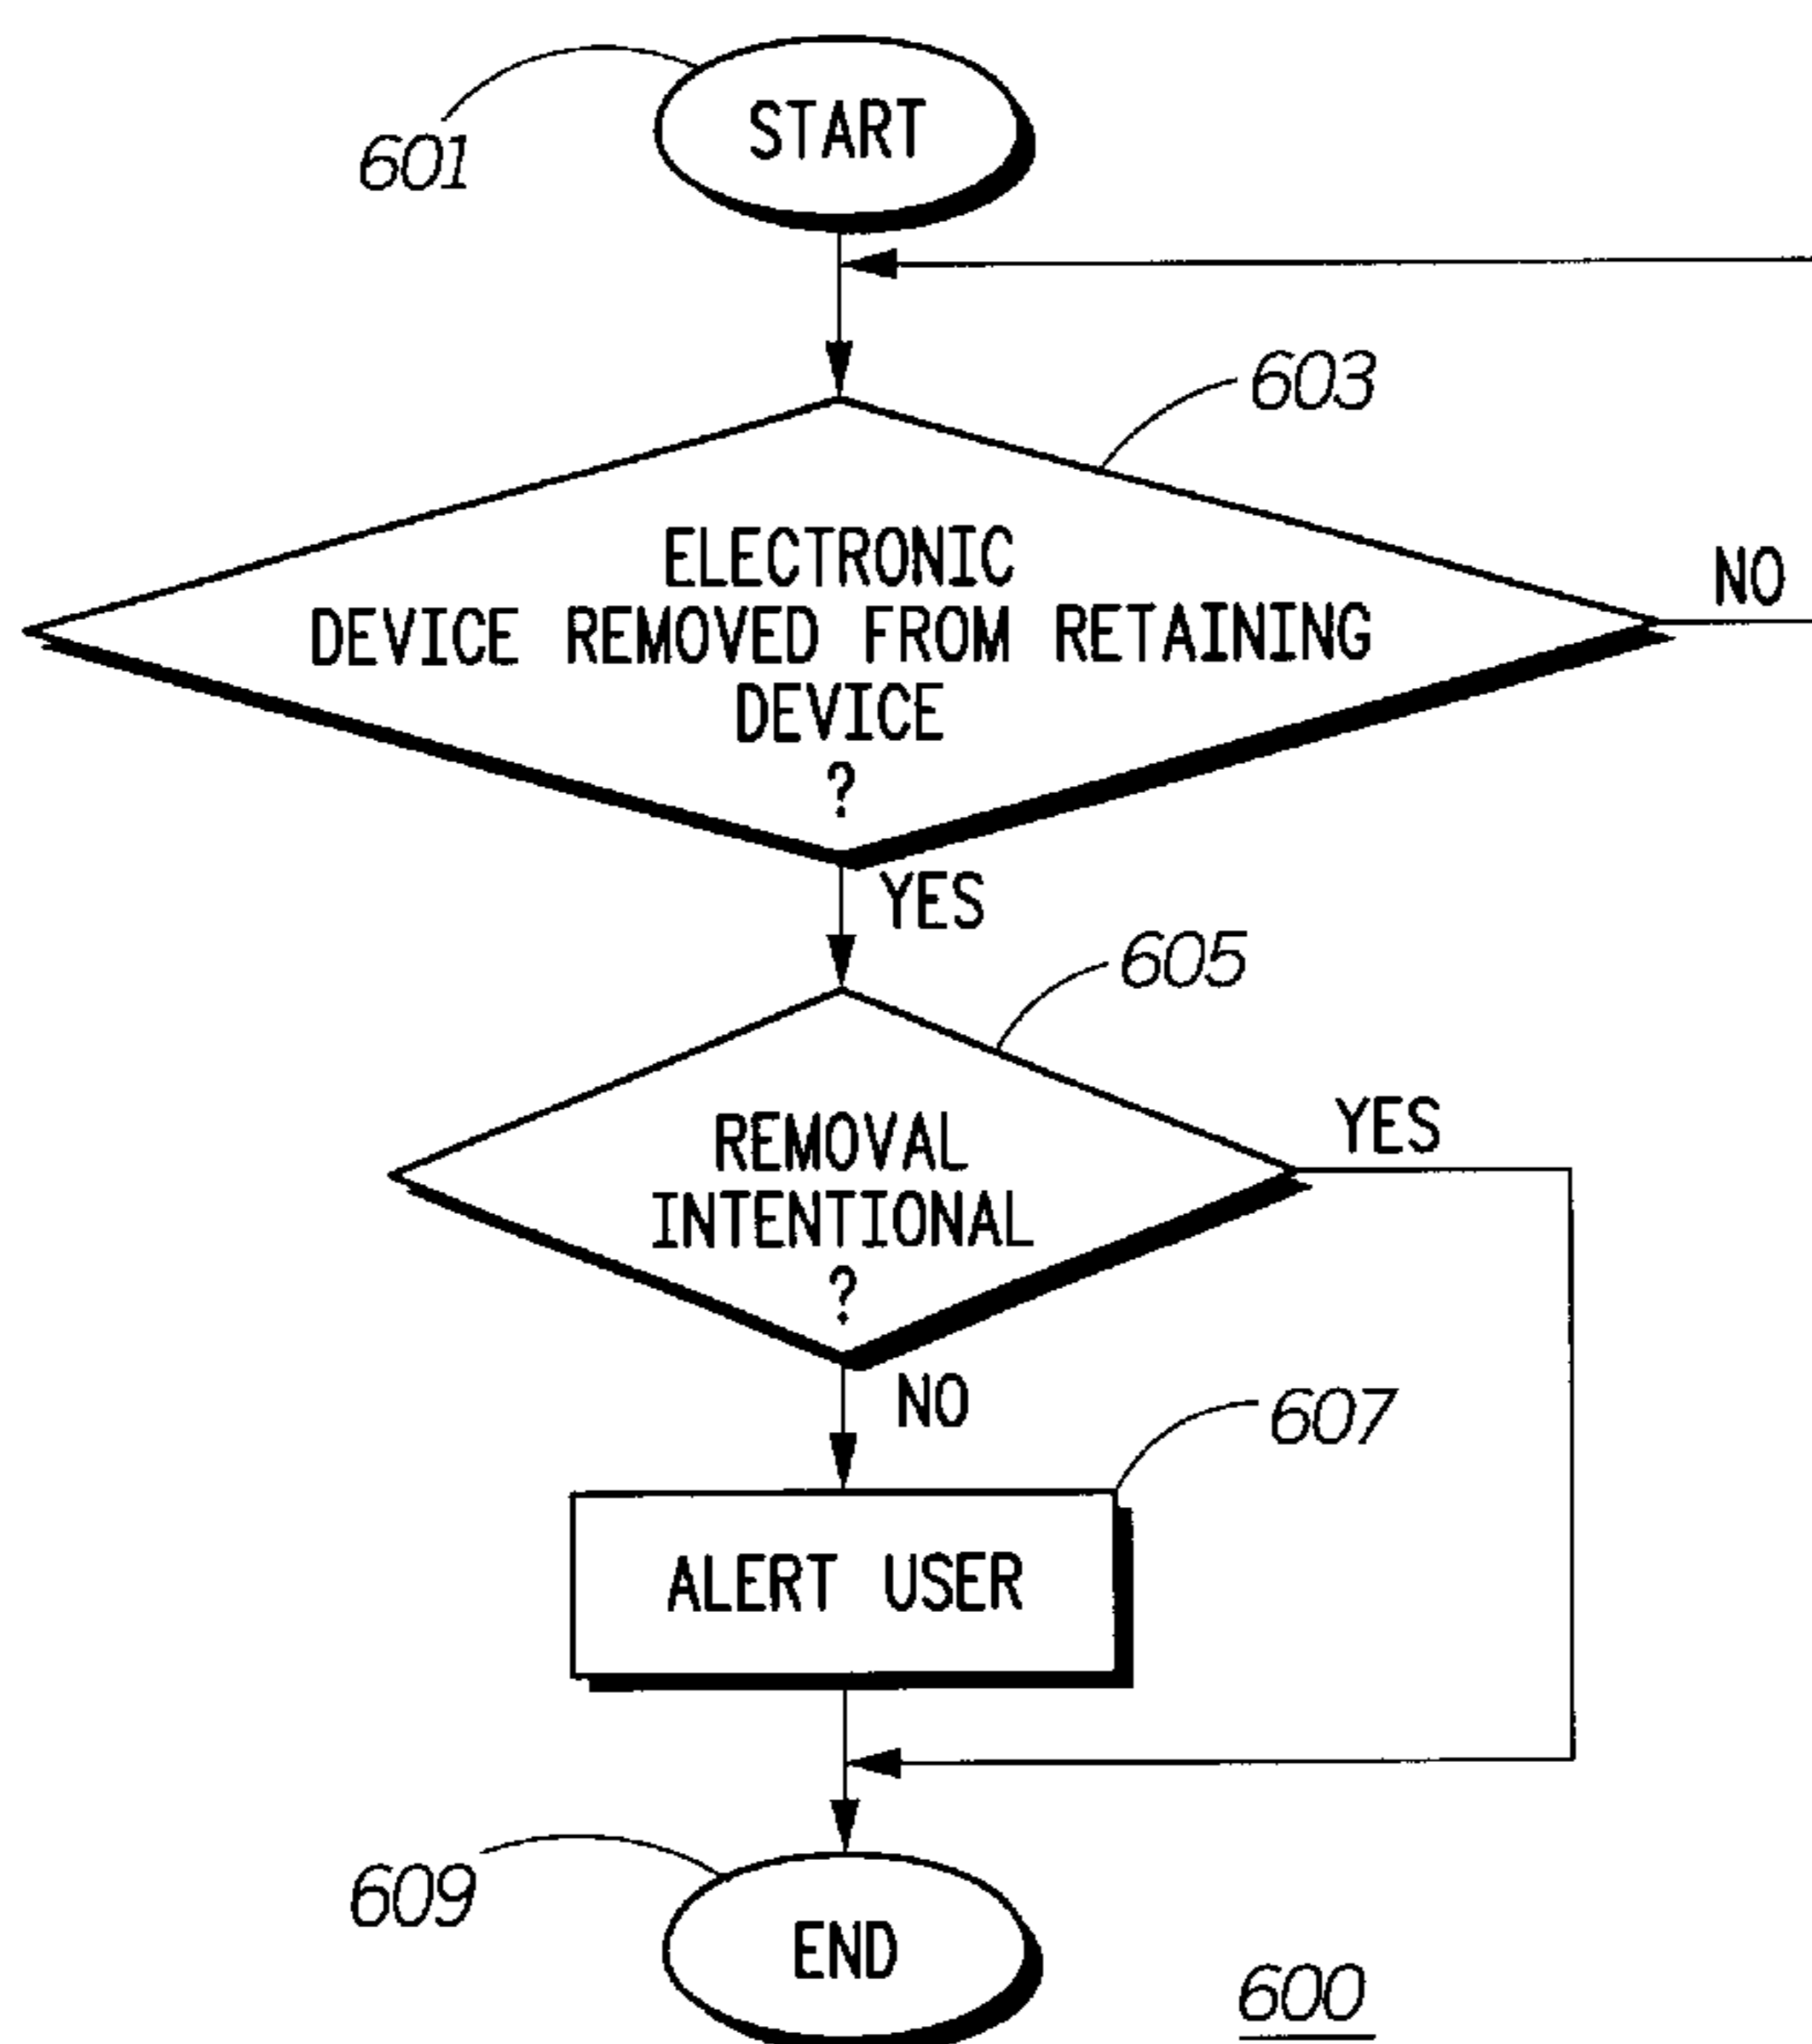 START
601
603
ELECTRONIC
DEVICE REMOVED FROM RETAINING
DEVICE
?
NO
YES
605
REMOVAL
INTENTIONAL
?
YES
NO
607
ALERT USER
609
END
600